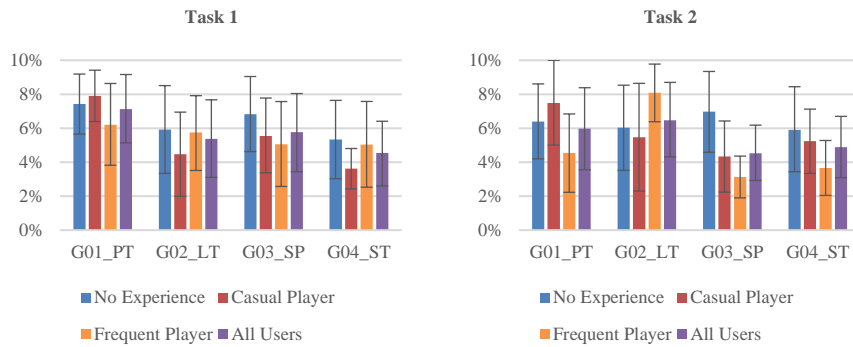 Task 1
10%
8%
6%
4%
2%
0%
G01_PT G02_LT G03_SP G04_ST
No Experience Casual Player
Frequent Player All Users
Task 2
10%
8%
6%
4%
2%
0%
G01_PT G02_LT G03_SP G04_ST
No Experience Casual Player
Frequent Player All Users